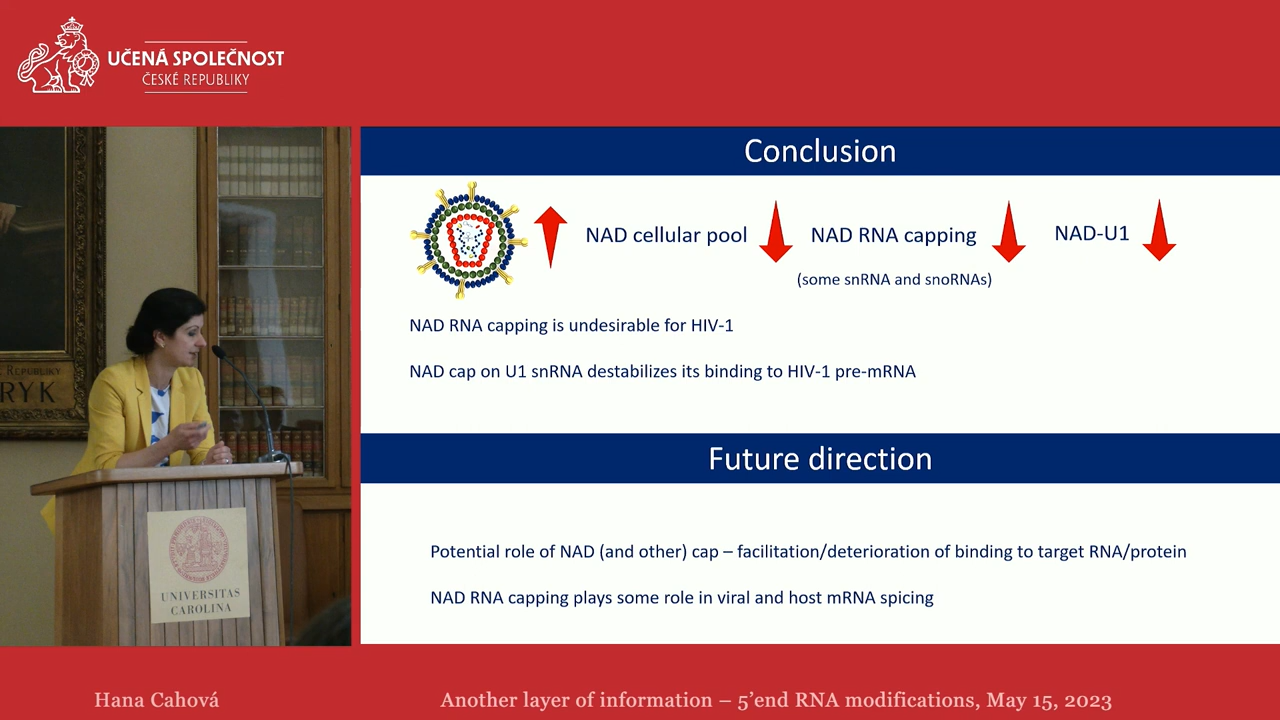 UČENÁ SPOLEČNOST
ČESKÉ REPUBLIKY
Conclusion
NAD cellular pool
NAD RNA capping
NAD-U1
(some snRNA and snoRNAs)
NAD RNA capping is undesirable for HIV-1
NAD cap on U1 snRNA destabilizes its binding to HIV-1 pre-mRNA
Future direction
Potential role of NAD (and other) cap – facilitation/deterioration of binding to target RNA/protein
NAD RNA capping plays some role in viral and host mRNA spicing
REPUBLIKY
RYK
UNIVERSITAS
CAROLINA
Hana Cahová
Another layer of information – 5’end RNA modifications, May 15, 2023